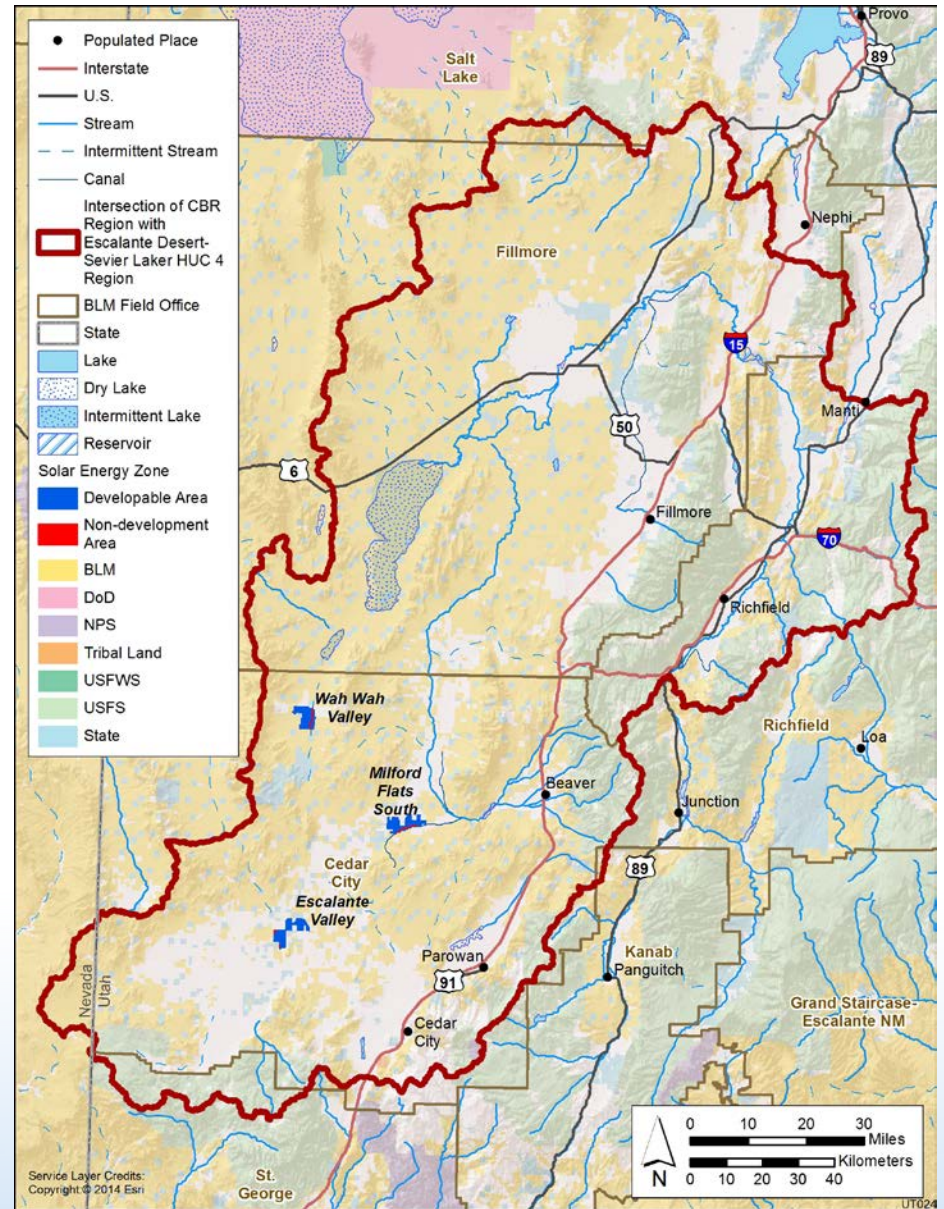 Populated Place
Interstate
U.S.
Stream
Intermittent Stream
Canal
Intersection of CBR
Region with
Escalante Desert-
Sevier Laker HUC 4
Region
BLM Field Office
State
Lake
Dry Lake
Intermittent Lake
Reservoir
Solar Energy Zone
Developable Area
Non-development
Area
BLM
DoD
NPS
Tribal Land
USFWS
USFS
State
Provo
89
Salt
Lake
Nephi
Fillmore
15
Manti
50
6
Fillmore
70
Richfield
Wah Wah
Valley
Richfield
Loa
Milford
Flats
South
Beaver
Junction
Cedar
City
89
Escalante
Valley
Kanab
Parowan
Panguitch
91
Nevada
Utah
Grand Staircase-
Escalante NM
Cedar
City
St.
George
0 10 20 30
Miles
Kilometers
0 10 20 30 40
N
Service Layer Credits:
Copyright:© 2014 Esri
UT024